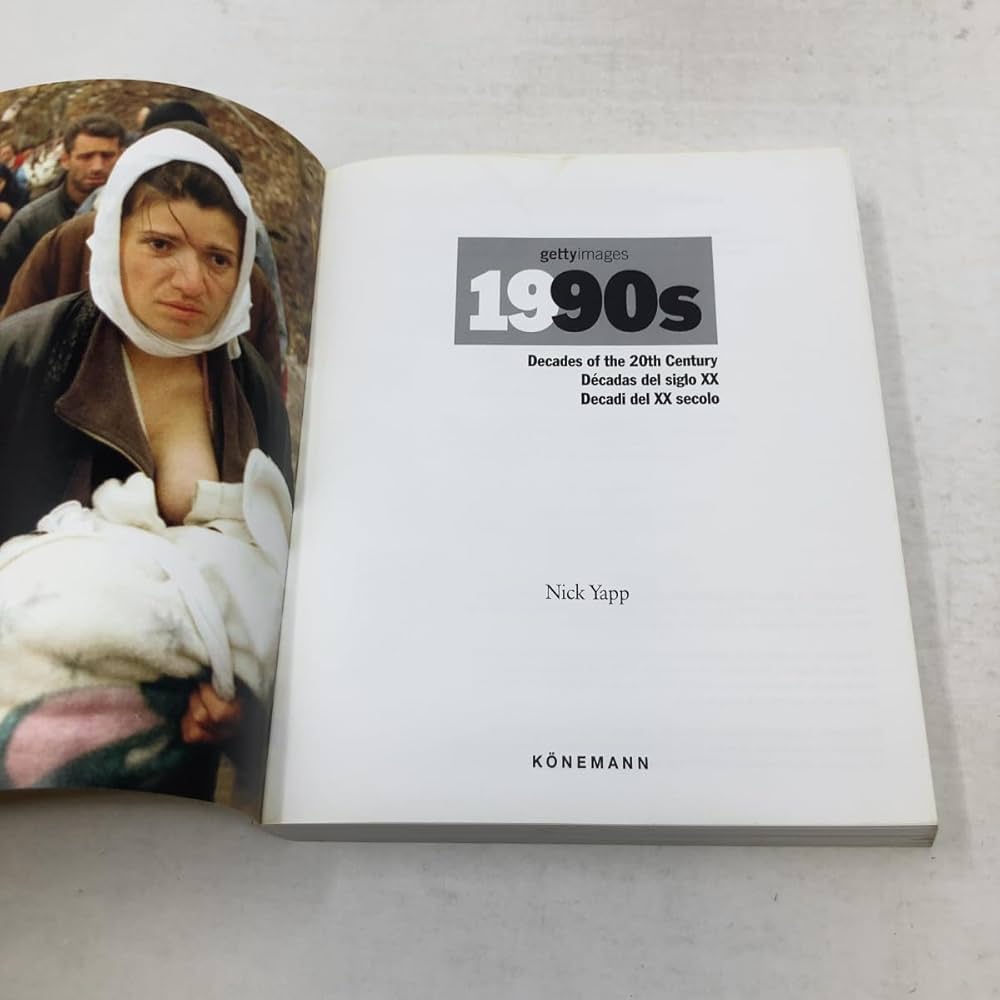 gettyimages
1990s
Decades of the 20th Century
Décadas del siglo XX
Decadi del XX secolo
Nick Yapp
KÖNEMANN